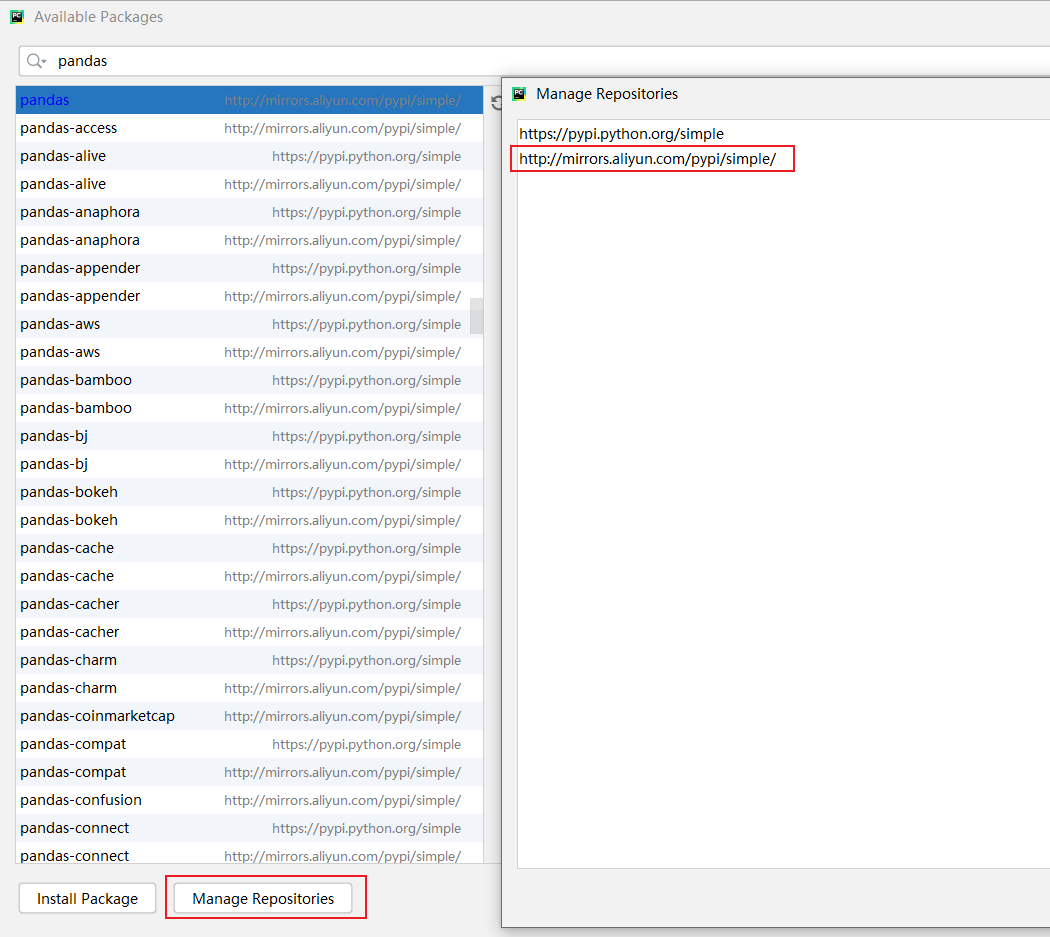 Available Packages
pandas
pandas http://mirrors.aliyun.com/pypi/simple/
pandas-access http://mirrors.aliyun.com/pypi/simple/
pandas-alive https://pypi.python.org/simple
pandas-alive http://mirrors.aliyun.com/pypi/simple/
pandas-anaphora https://pypi.python.org/simple
pandas-anaphora http://mirrors.aliyun.com/pypi/simple/
pandas-appender https://pypi.python.org/simple
pandas-appender http://mirrors.aliyun.com/pypi/simple/
pandas-aws https://pypi.python.org/simple
pandas-aws http://mirrors.aliyun.com/pypi/simple/
pandas-bamboo https://pypi.python.org/simple
pandas-bamboo http://mirrors.aliyun.com/pypi/simple/
pandas-bj https://pypi.python.org/simple
pandas-bj http://mirrors.aliyun.com/pypi/simple/
pandas-bokeh https://pypi.python.org/simple
pandas-bokeh http://mirrors.aliyun.com/pypi/simple/
pandas-cache https://pypi.python.org/simple
pandas-cache http://mirrors.aliyun.com/pypi/simple/
pandas-cacher https://pypi.python.org/simple
pandas-cacher http://mirrors.aliyun.com/pypi/simple/
pandas-charm https://pypi.python.org/simple
pandas-charm http://mirrors.aliyun.com/pypi/simple/
pandas-coinmarketcap http://mirrors.aliyun.com/pypi/simple/
pandas-compat https://pypi.python.org/simple
pandas-compat http://mirrors.aliyun.com/pypi/simple/
pandas-confusion http://mirrors.aliyun.com/pypi/simple/
pandas-connect https://pypi.python.org/simple
pandas-connect http://mirrors.aliyun.com/pypi/simple/
Install Package
Manage Repositories
PC Manage Repositories
https://pypi.python.org/simple
http://mirrors.aliyun.com/pypi/simple/